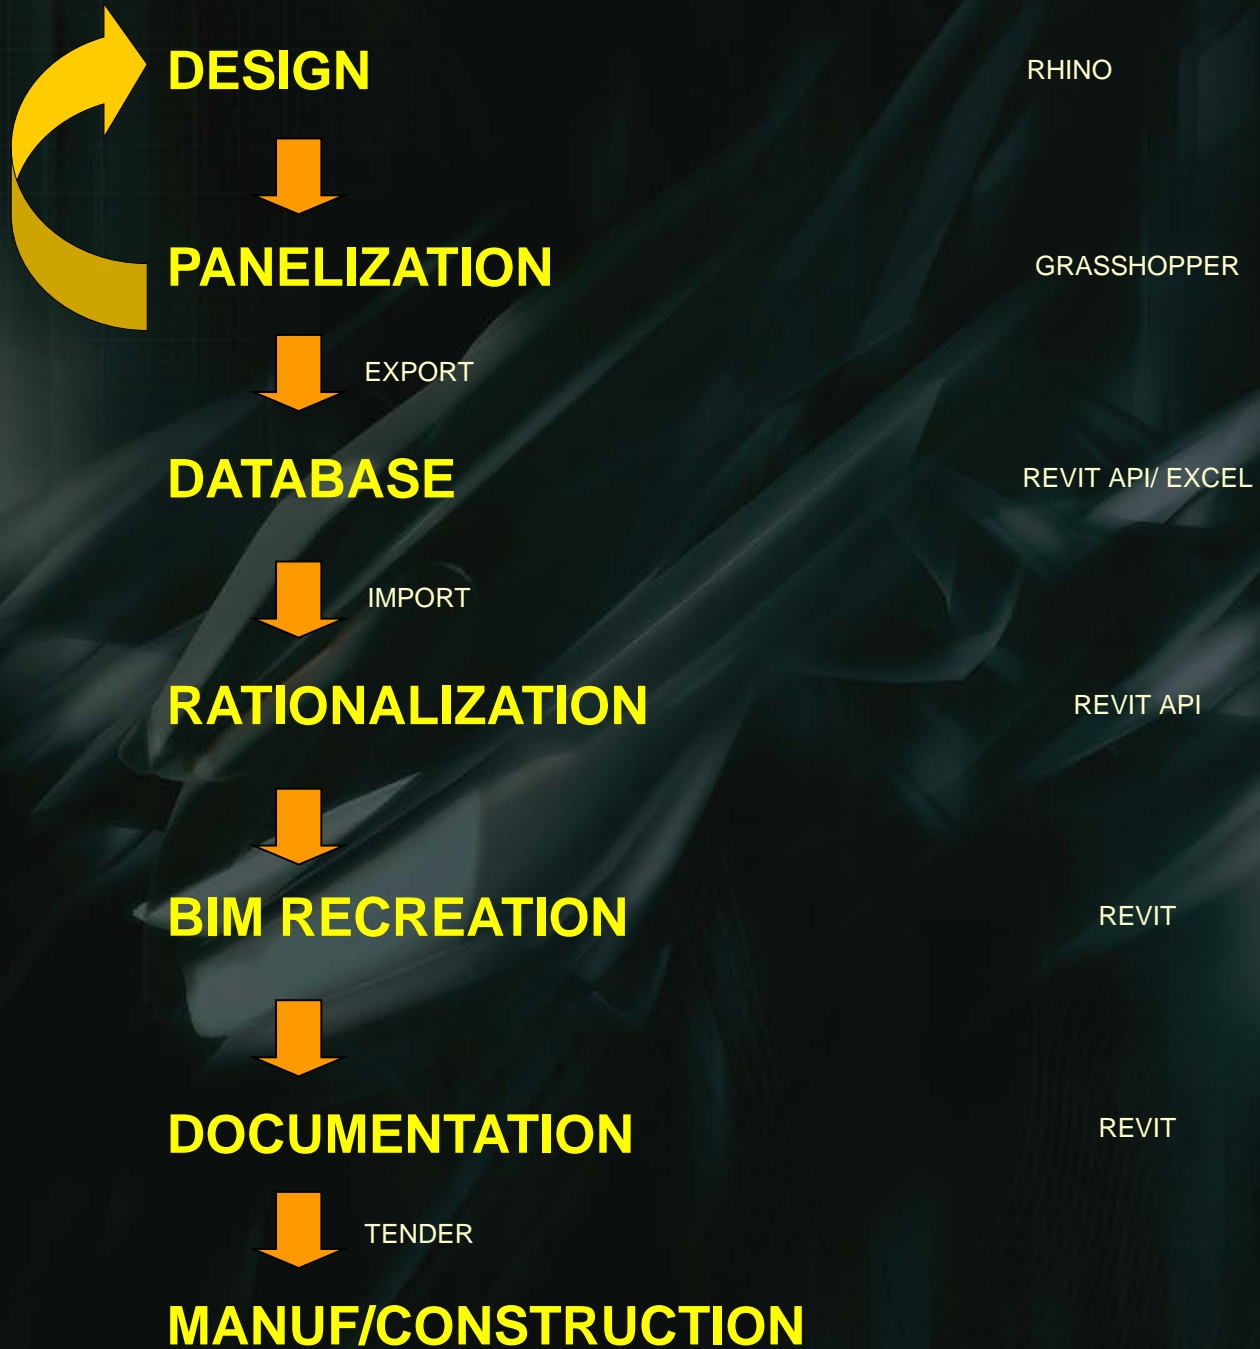 DESIGN RHINO
PANELIZATION GRASSHOPPER
EXPORT
DATABASE REVIT API/ EXCEL
IMPORT
RATIONALIZATION REVIT API
BIM RECREATION REVIT
DOCUMENTATION REVIT
TENDER
MANUF/CONSTRUCTION